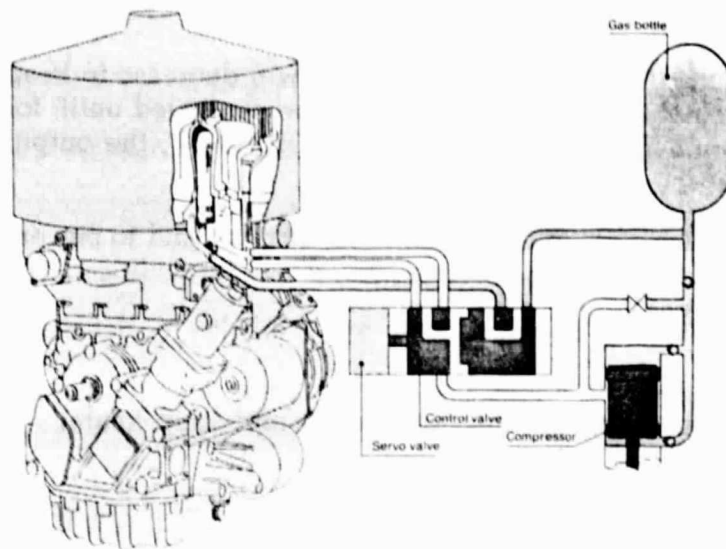 Gas bottle
Control valve
Servo valve
Compressor